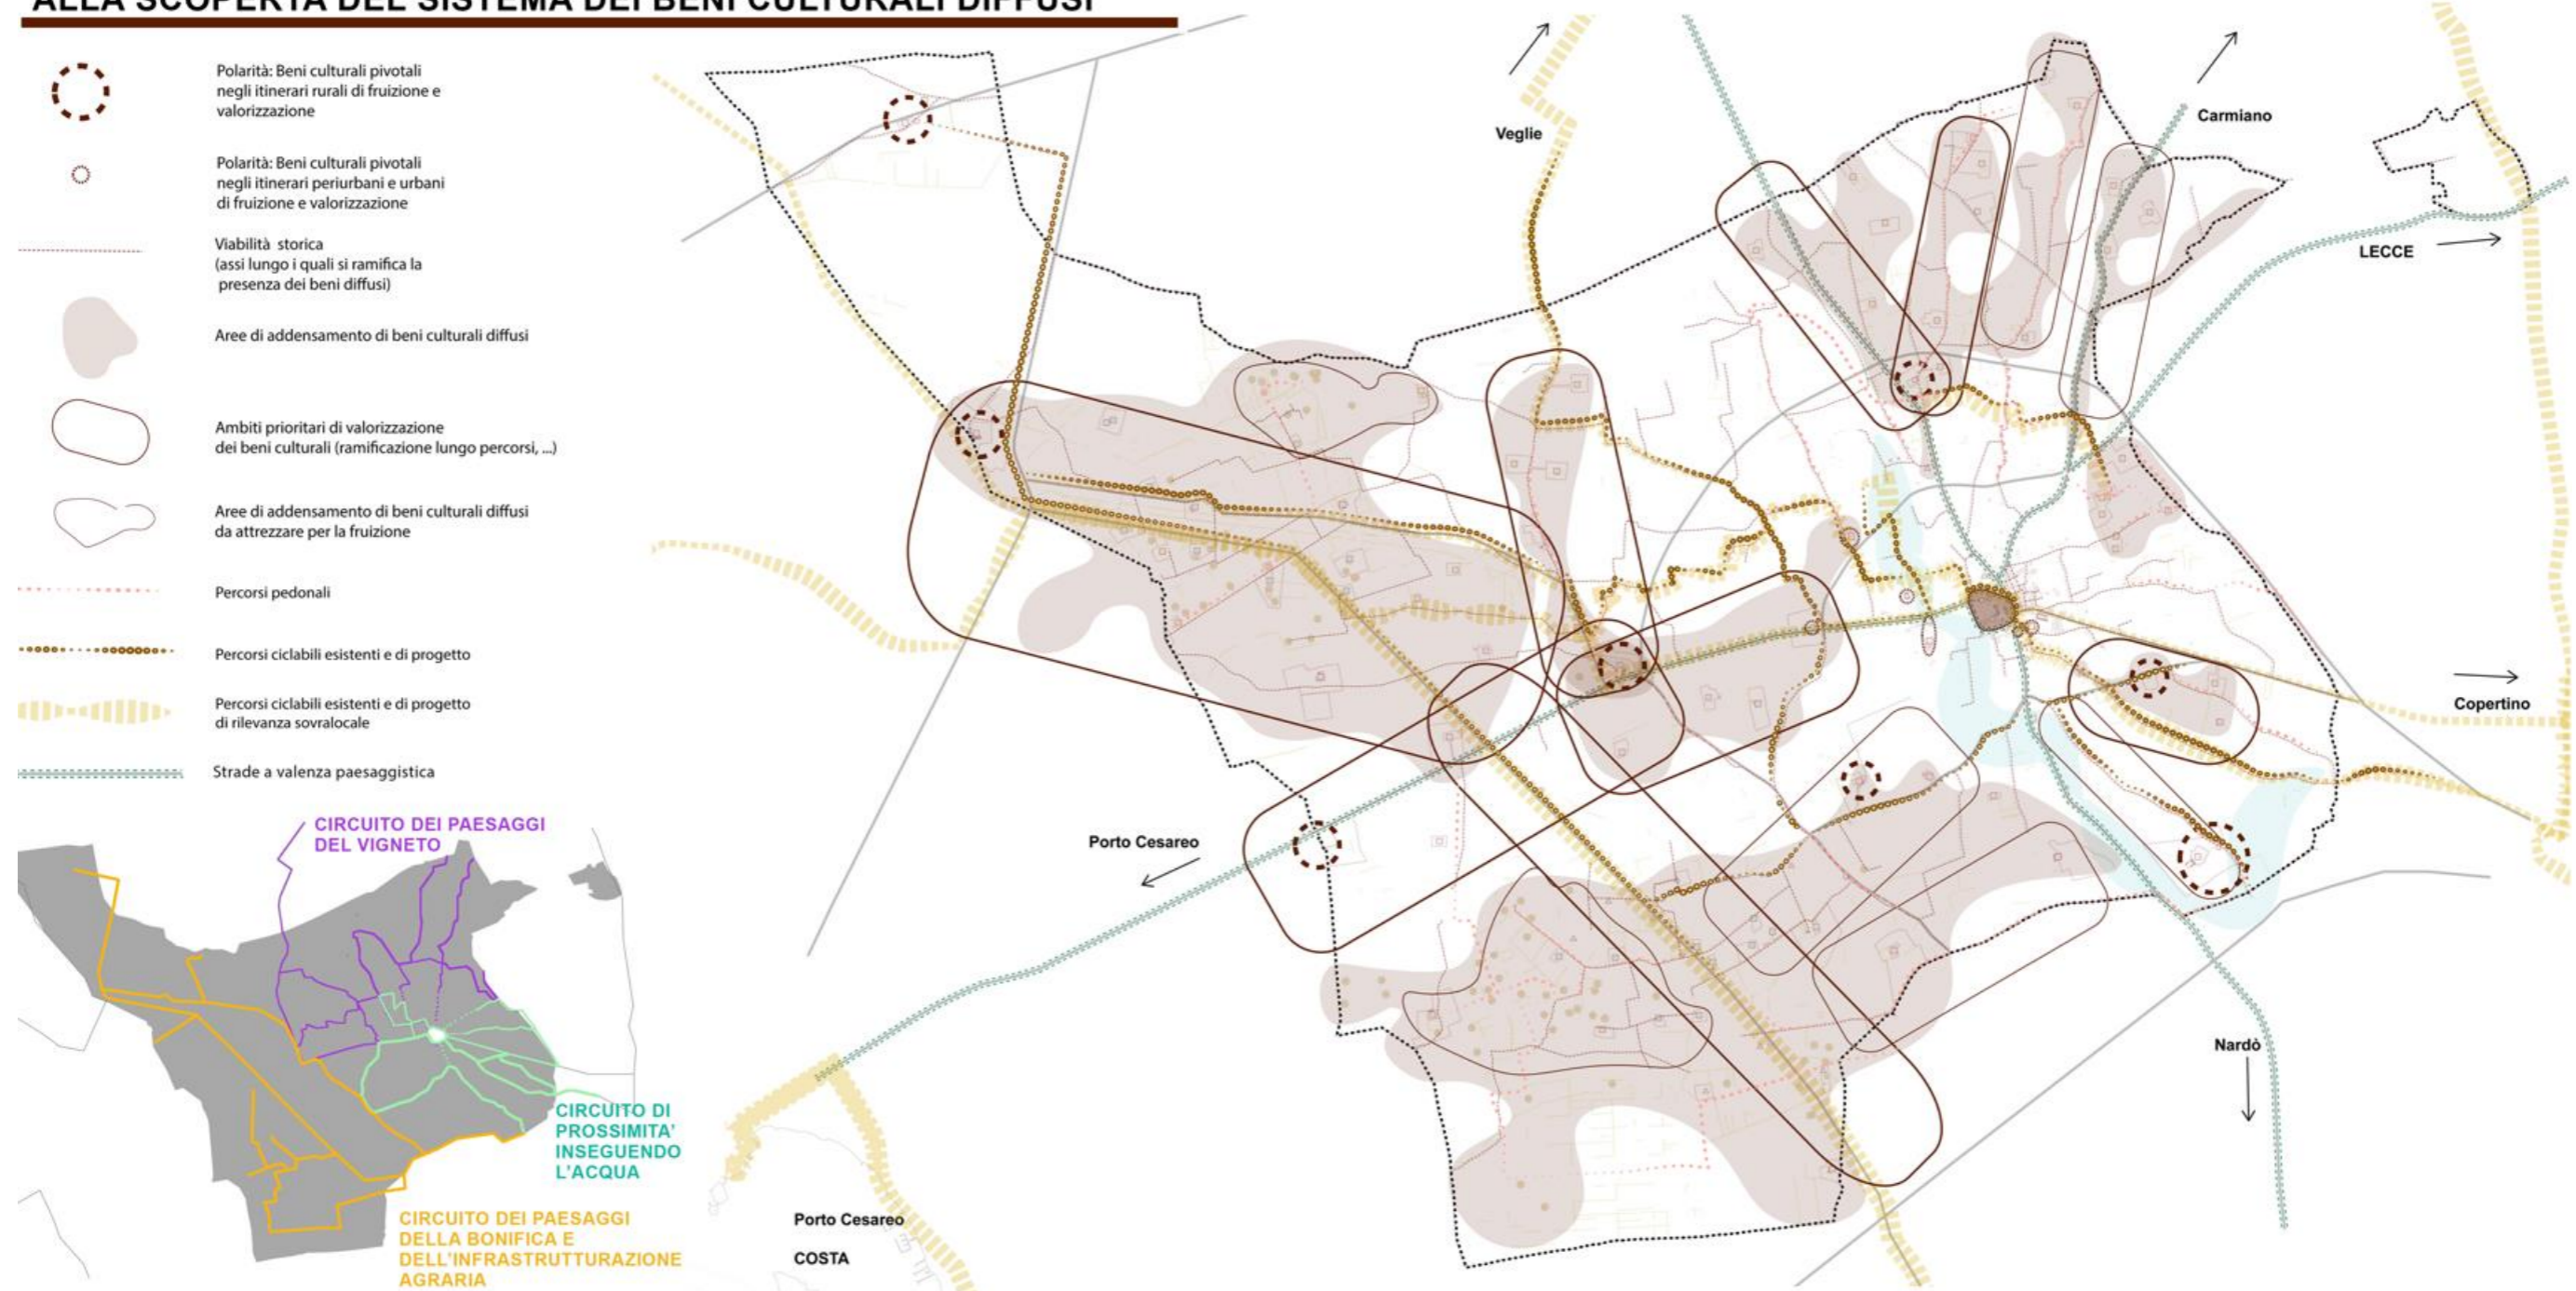 ALLA SCOPERTA DEL SISTEMA DEI BENI CULTURALI DIFFUSI
Polarità: Beni culturali pivotali
negli itinerari rurali di fruizione e
valorizzazione
Polarità: Beni culturali pivotali
negli itinerari periurbani e urbani
di fruizione e valorizzazione
Viabilità storica
(assi lungo i quali si ramifica la
presenza dei beni diffusi)
Aree di addensamento di beni culturali diffusi
Ambiti prioritari di valorizzazione
dei beni culturali (ramificazione lungo percorsi, ...)
Aree di addensamento di beni culturali diffusi
da attrezzare per la fruizione
Percorsi pedonali
Percorsi ciclabili esistenti e di progetto
Percorsi ciclabili esistenti e di progetto
di rilevanza sovralocale
Strade a valenza paesaggistica
CIRCUITO DEI PAESAGGI
DEL VIGNETO
CIRCUITO DI
PROSSIMITA'
INSEGUENDO
L'ACQUA
CIRCUITO DEI PAESAGGI
DELLA BONIFICA E
DELL'INFRASTRUTTURAZIONE
AGRARIA
Veglie
Carmiano
LECCE
Copertino
Porto Cesareo
Nardò
Porto Cesareo
COSTA